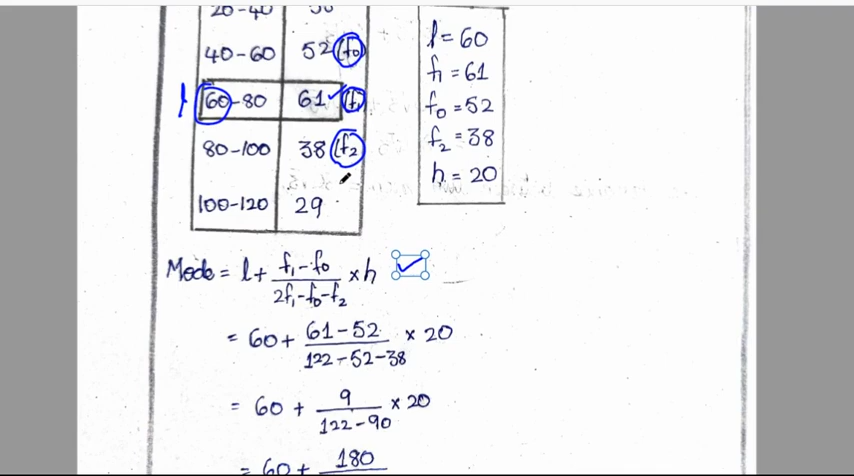 40-60 52 (f0)
60-80 61 (f1)
80-100 38 (f2)
100-120 29
l = 60
f1 = 61
f0 = 52
f2 = 38
h = 20
Mode = l + (f1-f0)/(2f1-f0-f2) × h
= 60 + (61-52)/(122-52-38) × 20
= 60 + 9/(122-90) × 20
= 60 + 180